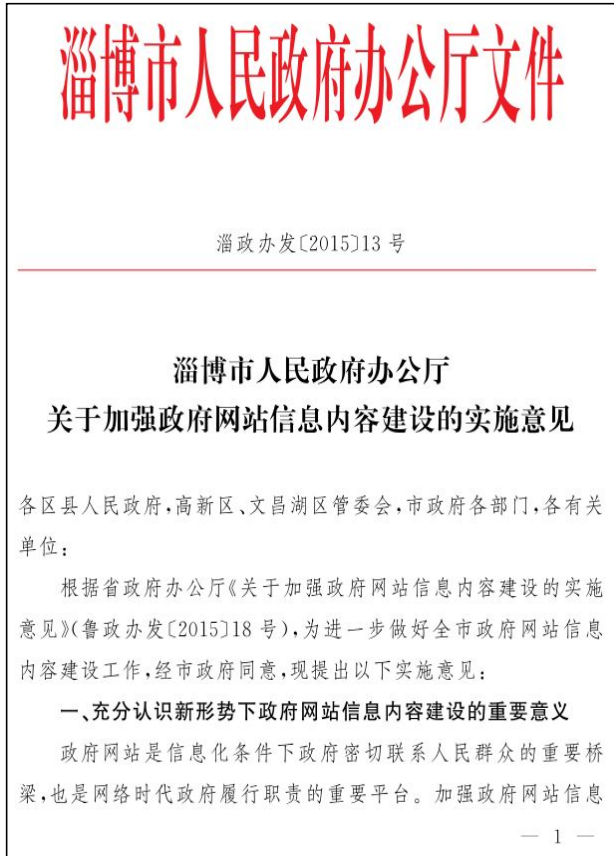 淄博市人民政府办公厅文件
淄政办发〔2015〕13 号
淄博市人民政府办公厅
关于加强政府网站信息内容建设的实施意见
各区县人民政府,高新区、文昌湖区管委会,市政府各部门,各有关
单位:
根据省政府办公厅《关于加强政府网站信息内容建设的实施
意见》(鲁政办发〔2015〕18 号),为进一步做好全市政府网站信息
内容建设工作,经市政府同意,现提出以下实施意见:
一、充分认识新形势下政府网站信息内容建设的重要意义
政府网站是信息化条件下政府密切联系人民群众的重要桥
梁,也是网络时代政府履行职责的重要平台。加强政府网站信息
— 1 —